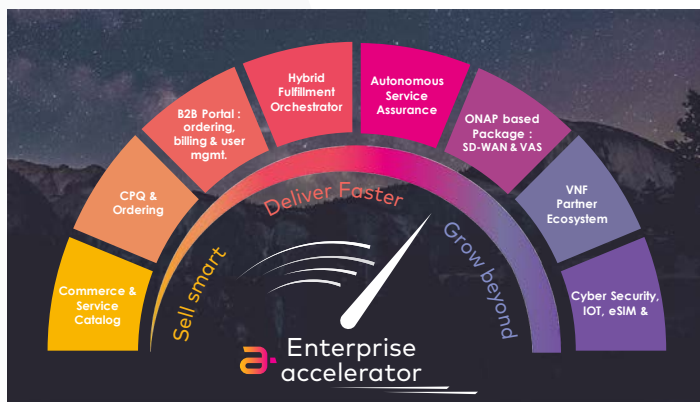 Commerce &
Service
Catalog
CPQ &
Ordering
B2B Portal :
ordering,
billing & user
mgmt.
Hybrid
Fulfillment
Orchestrator
Autonomous
Service
Assurance
ONAP based
Package :
SD-WAN & VAS
VNF
Partner
Ecosystem
Cyber Security,
IOT, eSIM &
Sell smart
Deliver Faster
Grow beyond
a.
Enterprise
accelerator